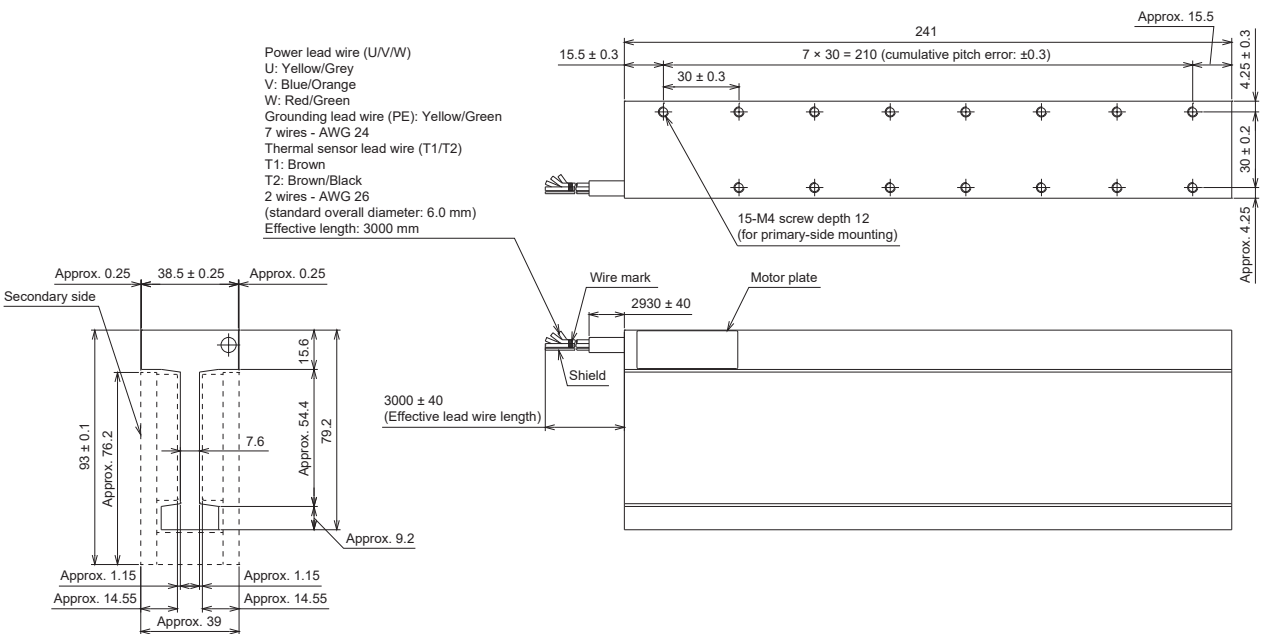 Power lead wire (U/V/W)
U: Yellow/Grey
V: Blue/Orange
W: Red/Green
Grounding lead wire (PE): Yellow/Green
7 wires - AWG 24
Thermal sensor lead wire (T1/T2)
T1: Brown
T2: Brown/Black
2 wires - AWG 26
(standard overall diameter: 6.0 mm)
Effective length: 3000 mm
Approx. 15.5
241
15.5 ± 0.3
7 × 30 = 210 (cumulative pitch error: ±0.3)
30 ± 0.3
4.25 ± 0.3
30 ± 0.2
Approx. 4.25
15-M4 screw depth 12
(for primary-side mounting)
Approx. 0.25
38.5 ± 0.25
Approx. 0.25
Secondary side
Wire mark
Motor plate
2930 ± 40
Shield
3000 ± 40
(Effective lead wire length)
15.6
93 ± 0.1
Approx. 76.2
7.6
Approx. 54.4
79.2
Approx. 9.2
Approx. 1.15
Approx. 1.15
Approx. 14.55
Approx. 14.55
Approx. 39